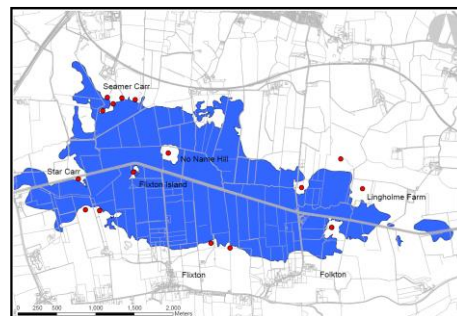 Seamer Carr
No Name Hill
Star Carr
Flixton Island
Lingholme Farm
Flixton
Folkton
0 250 500 1,000 1,500 2,000
Meters